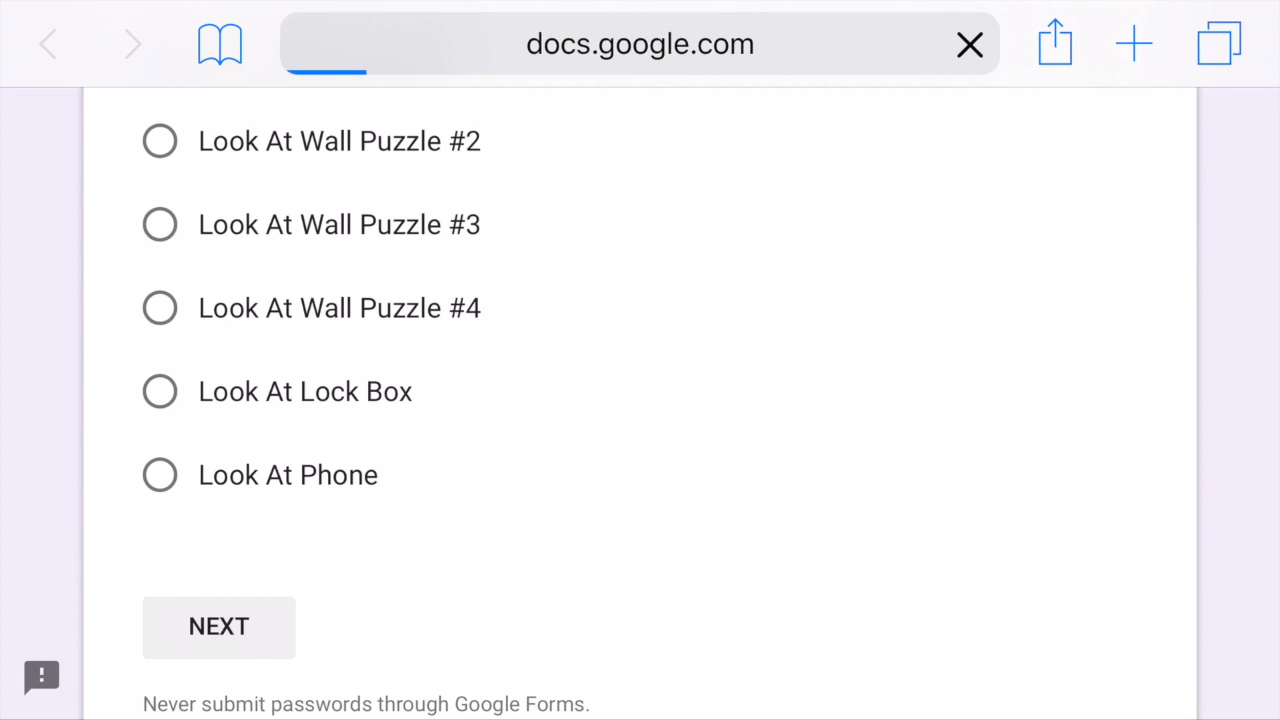 docs.google.com
Look At Wall Puzzle #2
Look At Wall Puzzle #3
Look At Wall Puzzle #4
Look At Lock Box
Look At Phone
NEXT
!
Never submit passwords through Google Forms.